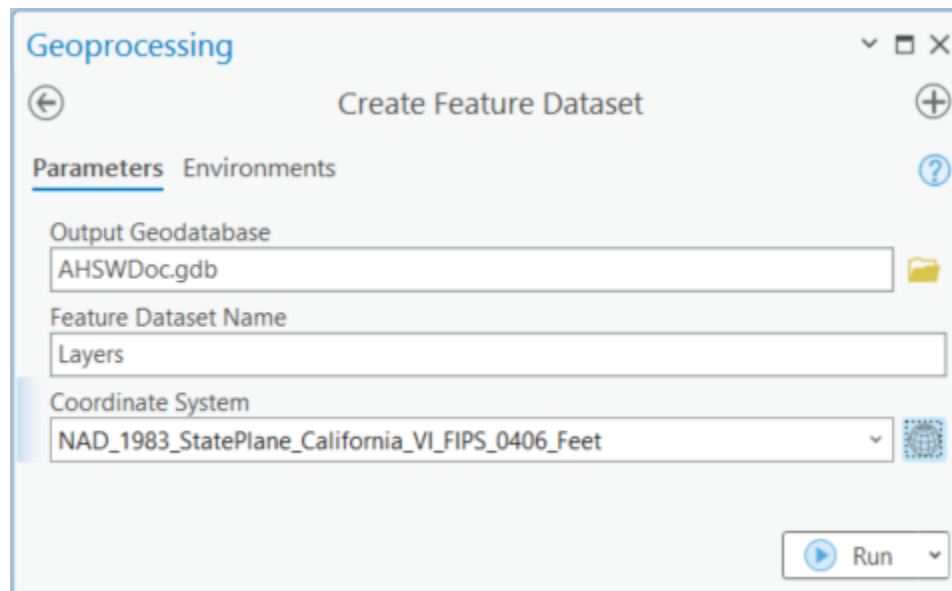 Geoprocessing
Create Feature Dataset
Parameters Environments
?
Output Geodatabase
AHSWDoc.gdb
Feature Dataset Name
Layers
Coordinate System
NAD_1983_StatePlane_California_VI_FIPS_0406_Feet
Run